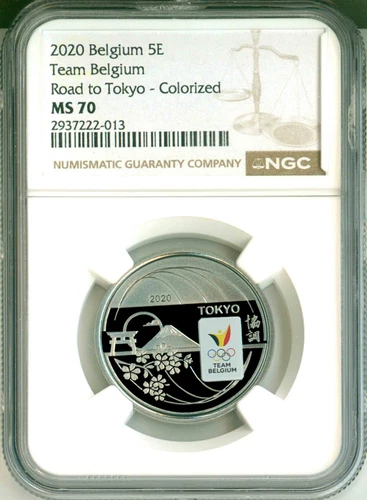 2020 Belgium 5E
Team Belgium
Road to Tokyo - Colorized
MS 70
2937222-013
NUMISMATIC GUARANTY COMPANY
NGC
2020
TOKYO
協調
TEAM
BELGIUM